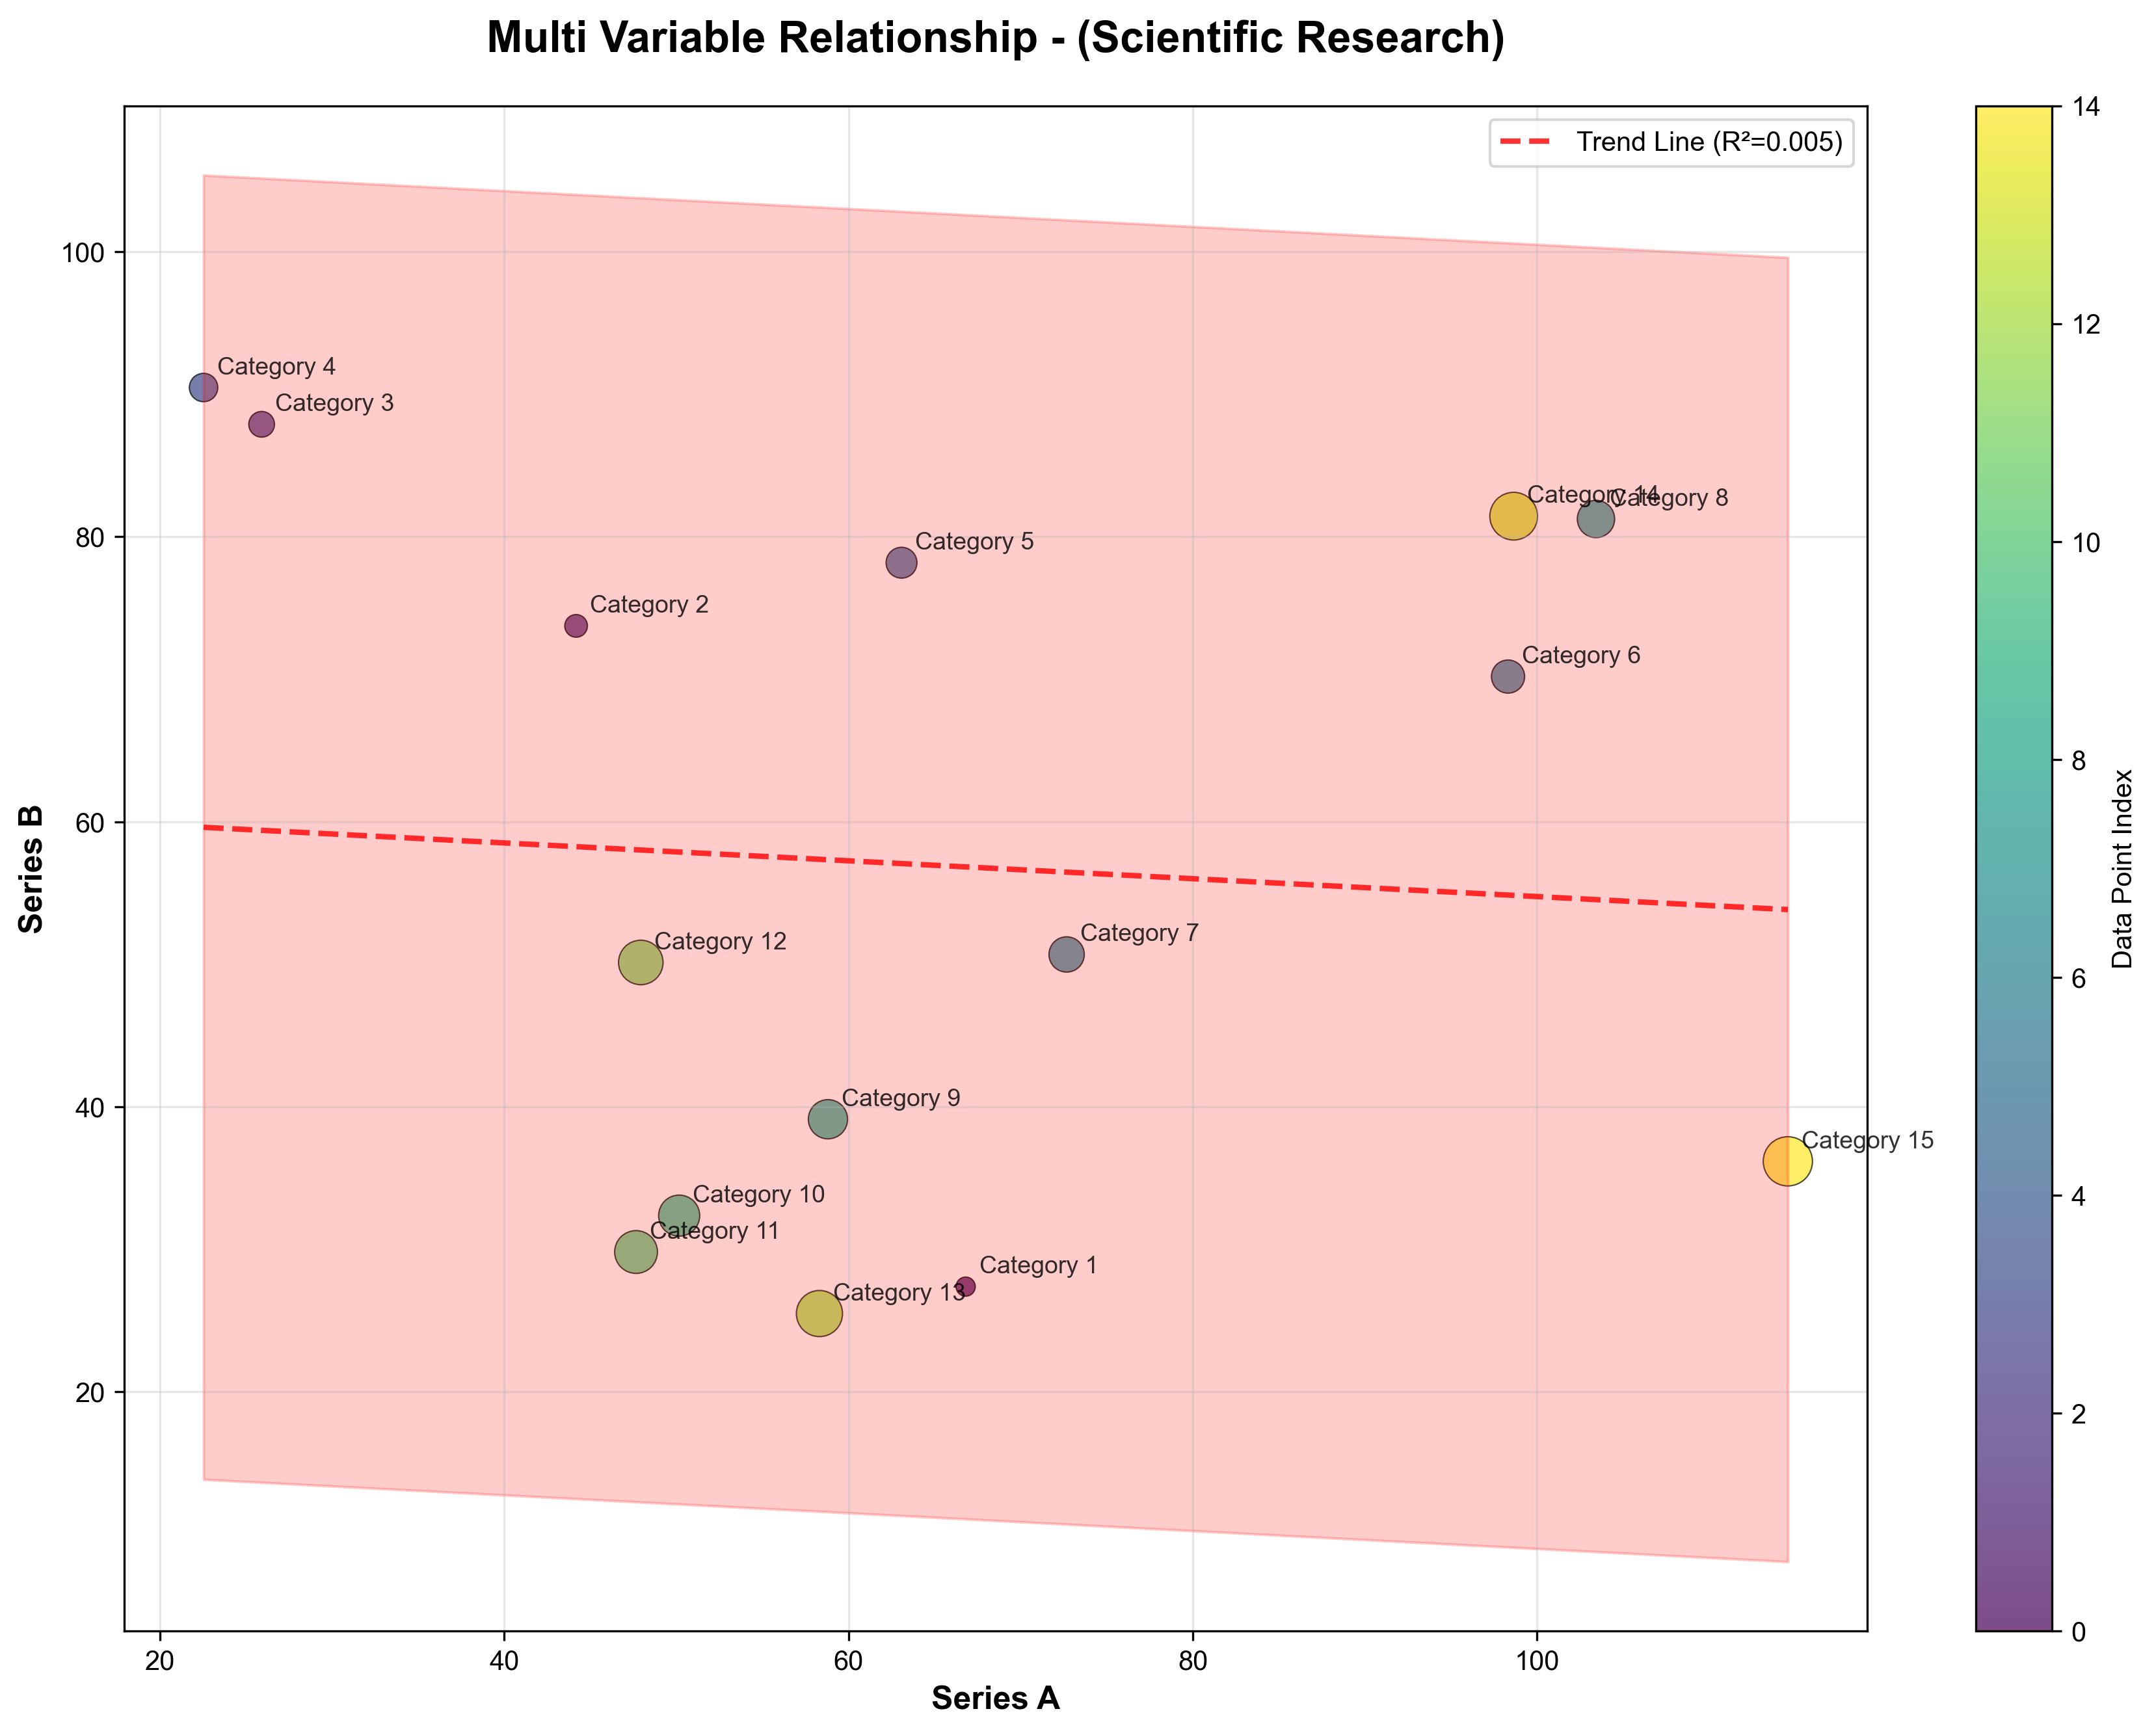 Multi Variable Relationship - (Scientific Research)
Trend Line (R²=0.005)
Category 4
Category 3
Category 14
Category 8
Category 5
Category 2
Category 6
Category 12
Category 7
Category 9
Category 15
Category 10
Category 11
Category 1
Category 13
100
80
60
40
20
Series B
20
40
60
80
100
Series A
14
12
10
8
6
4
2
0
Data Point Index